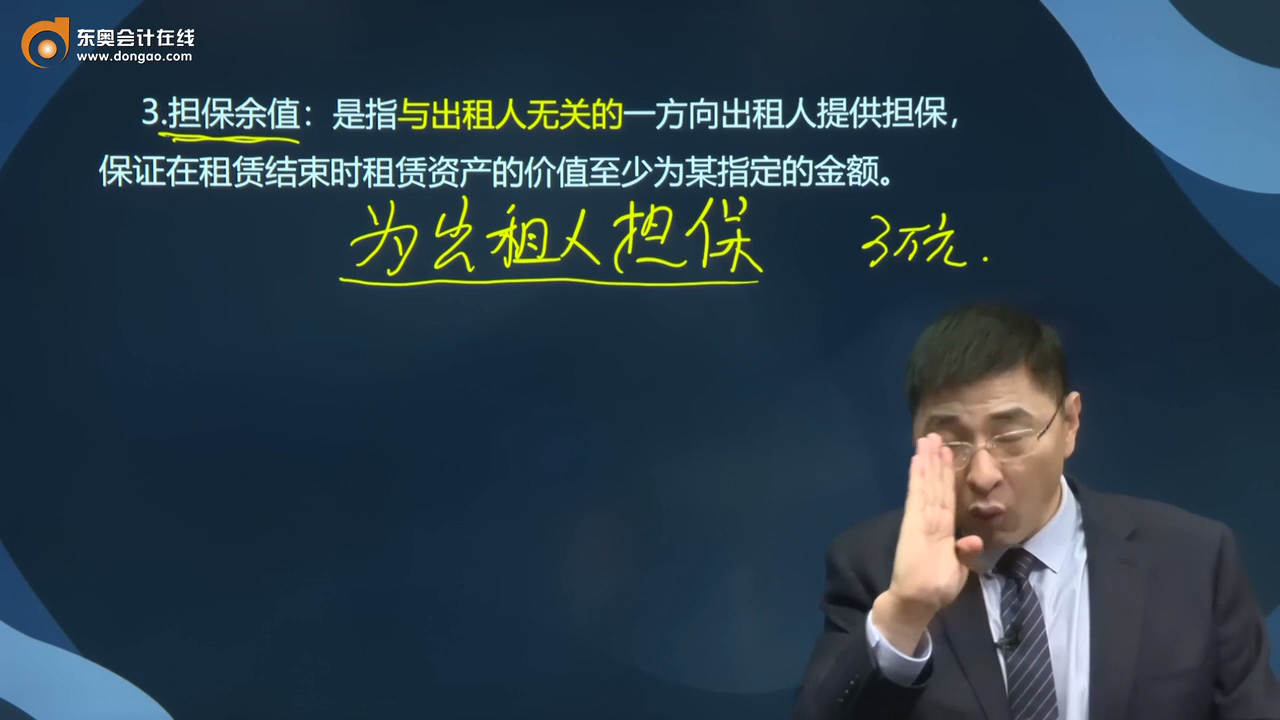 东奥会计在线
www.dongao.com
3.担保余值：是指与出租人无关的一方向出租人提供担保，
保证在租赁结束时租赁资产的价值至少为某指定的金额。
为出租人担保 3万元.